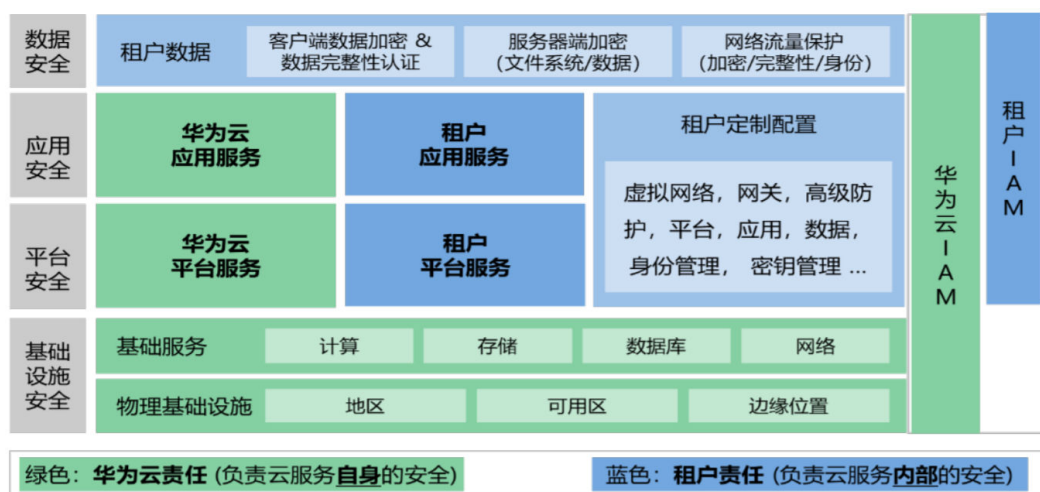 数据
安全
租户数据
客户端数据加密 &
数据完整性认证
服务器端加密
(文件系统/数据)
网络流量保护
(加密/完整性/身份)
应用
安全
华为云
应用服务
租户
应用服务
租户定制配置
虚拟网络，网关，高级防
护，平台，应用，数据，
身份管理， 密钥管理 ...
平台
安全
华为云
平台服务
租户
平台服务
基础
设施
安全
基础服务
计算
存储
数据库
网络
物理基础设施
地区
可用区
边缘位置
华
为
云
I
A
M
租
户
I
A
M
绿色：华为云责任 (负责云服务自身的安全)
蓝色：租户责任 (负责云服务内部的安全)